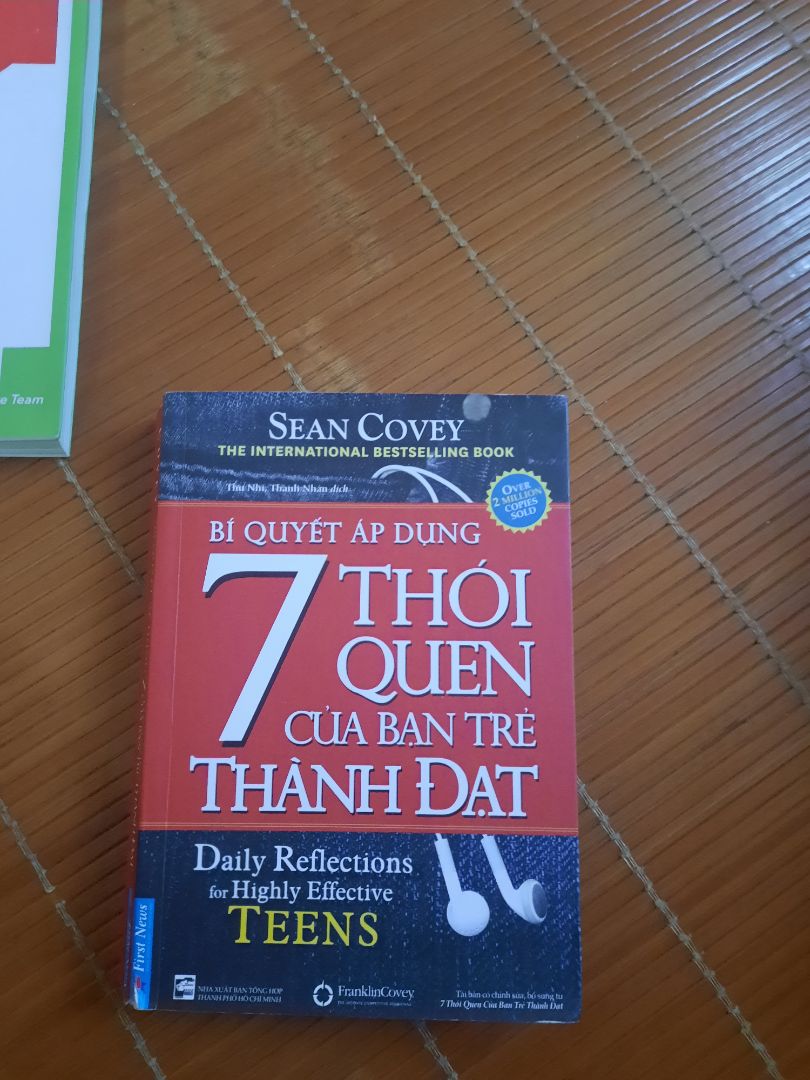 e Team
SEAN COVEY
THE INTERNATIONAL BESTSELLING BOOK
Thu Nhi, Thanh Nhàn dịch
OVER
2 MILLION
COPIES
SOLD
BÍ QUYẾT ÁP DỤNG
7 THÓI
QUEN
CỦA BẠN TRẺ
THÀNH ĐẠT
Daily Reflections
for Highly Effective
TEENS
First News
NHÀ XUẤT BẢN TỔNG HỢP
THÀNH PHỐ HỒ CHÍ MINH
FranklinCovey
Tái bản có chỉnh sửa, bổ sung từ
7 Thói Quen Của Bạn Trẻ Thành Đạt